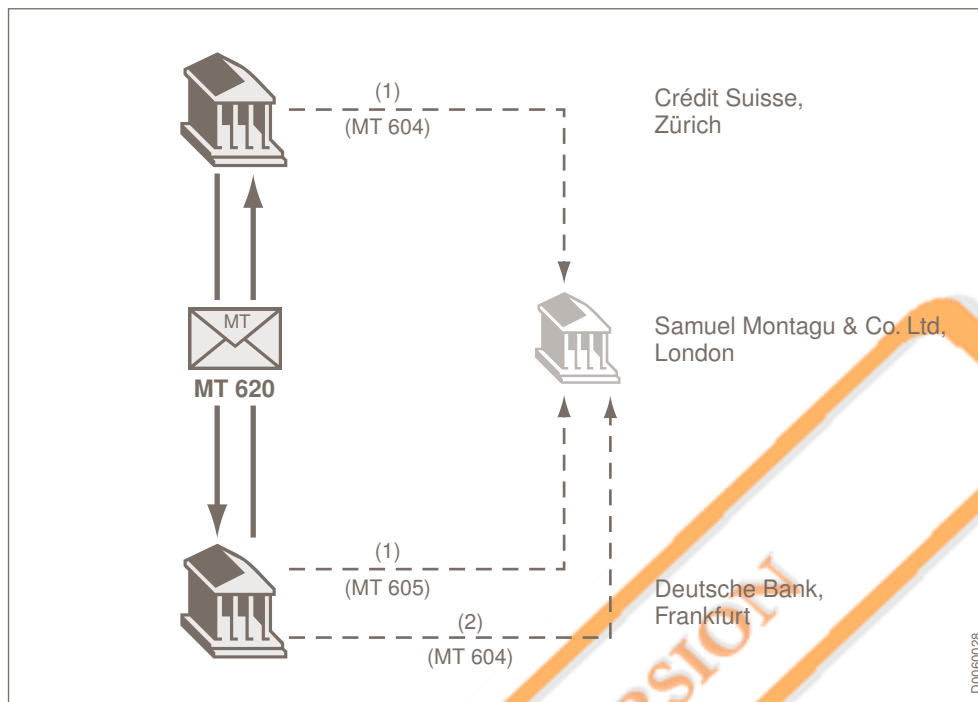 (1)
(MT 604)
Crédit Suisse,
Zürich
MT
MT 620
Samuel Montagu & Co. Ltd,
London
(1)
(MT 605)
(2)
(MT 604)
Deutsche Bank,
Frankfurt
D0060028